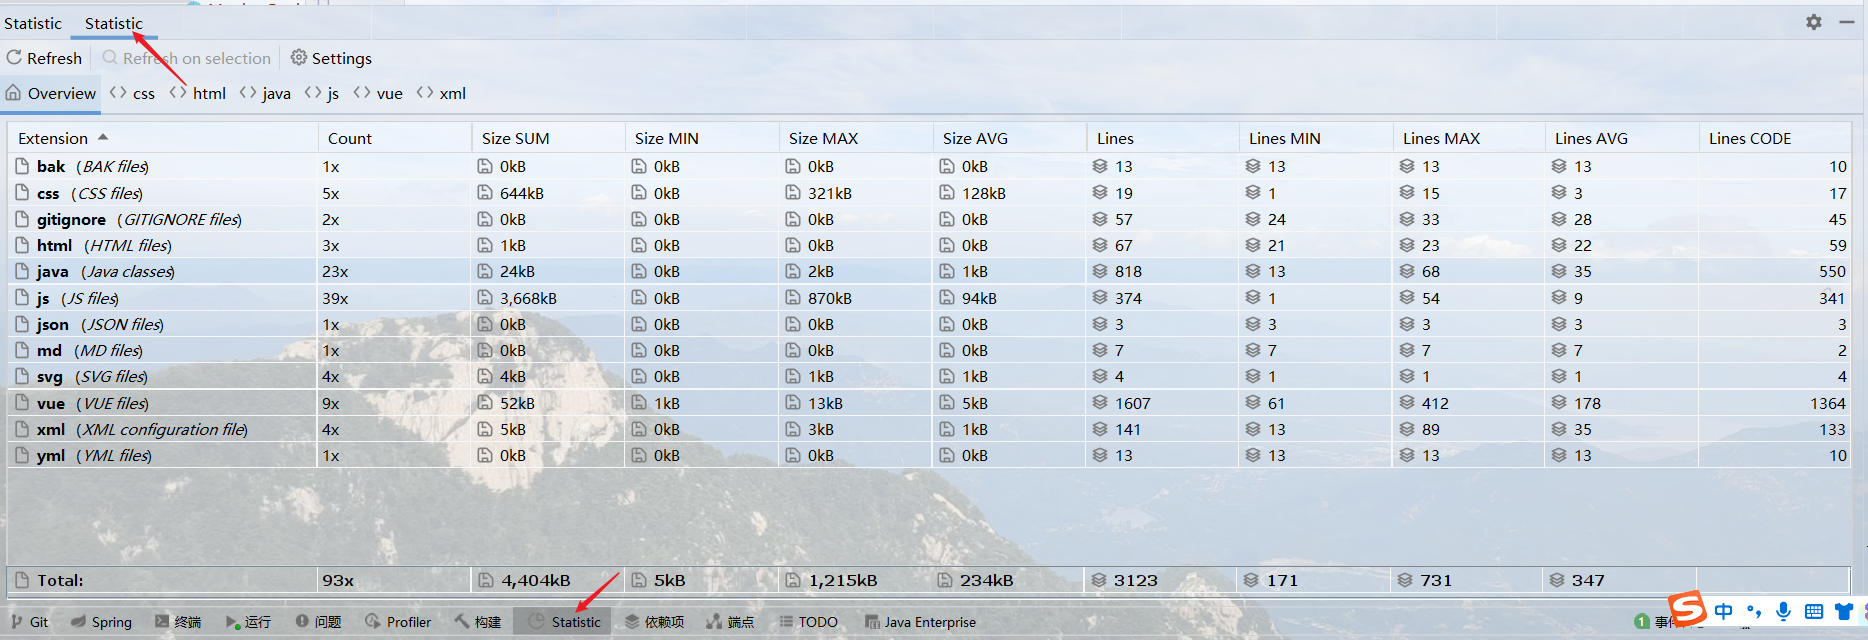 Statistic Statistic
Refresh Refresh on selection Settings
Overview css html java js vue xml
Extension Count Size SUM Size MIN Size MAX Size AVG Lines Lines MIN Lines MAX Lines AVG Lines CODE
bak (BAK files) 1x 0kB 0kB 0kB 0kB 13 13 13 13 10
css (CSS files) 5x 644kB 0kB 321kB 128kB 19 1 15 3 17
gitignore (GITIGNORE files) 2x 0kB 0kB 0kB 0kB 57 24 33 28 45
html (HTML files) 3x 1kB 0kB 0kB 0kB 67 21 23 22 59
java (Java classes) 23x 24kB 0kB 2kB 1kB 818 13 68 35 550
js (JS files) 39x 3,668kB 0kB 870kB 94kB 374 1 54 9 341
json (JSON files) 1x 0kB 0kB 0kB 0kB 3 3 3 3 3
md (MD files) 1x 0kB 0kB 0kB 0kB 7 7 7 7 2
svg (SVG files) 4x 4kB 0kB 1kB 1kB 4 1 1 1 4
vue (VUE files) 9x 52kB 1kB 13kB 5kB 1607 61 412 178 1364
xml (XML configuration file) 4x 5kB 0kB 3kB 1kB 141 13 89 35 133
yml (YML files) 1x 0kB 0kB 0kB 0kB 13 13 13 13 10
Total: 93x 4,404kB 5kB 1,215kB 234kB 3123 171 731 347
Git Spring 终端 运行 问题 Profiler 构建 Statistic 依赖项 端点 TODO Java Enterprise 1 事件 S 中